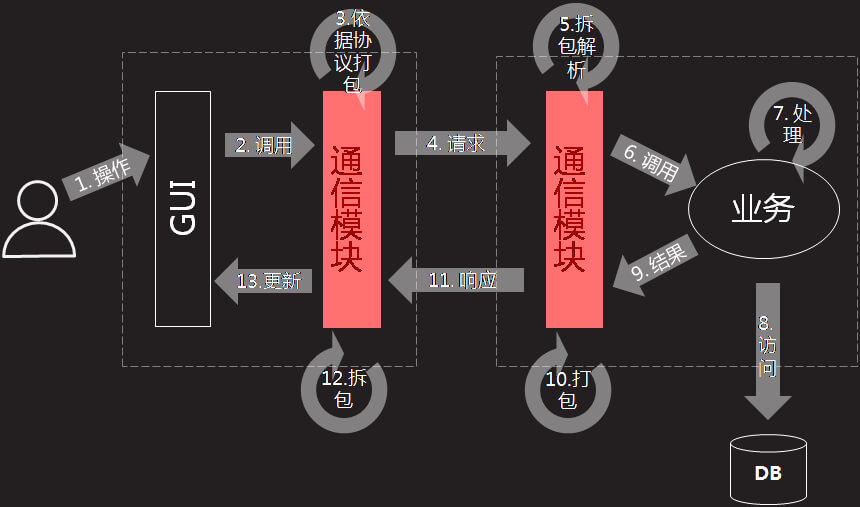 3.依
据协
议打
包
5.拆
包解
析
7. 处
理
1. 操作
GUI
2. 调用
通信模块
4. 请求
通信模块
6. 调用
业务
9. 结果
13.更新
11. 响应
8.
访
问
12.拆
包
10.打
包
DB